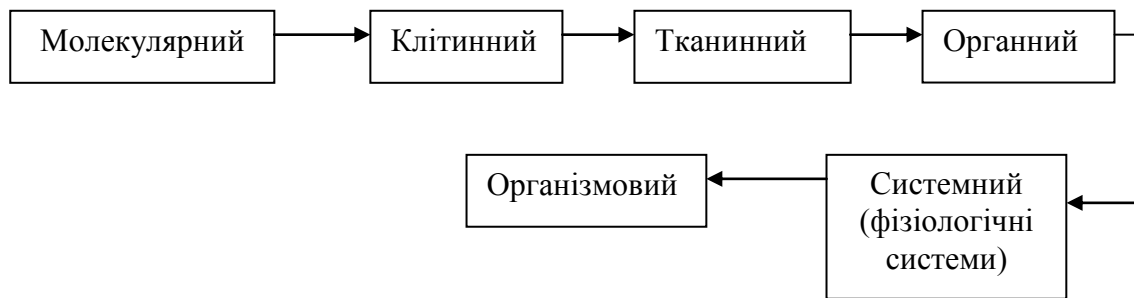 Молекулярний
Клітинний
Тканинний
Органний
Системний
(фізіологічні
системи)
Організмовий